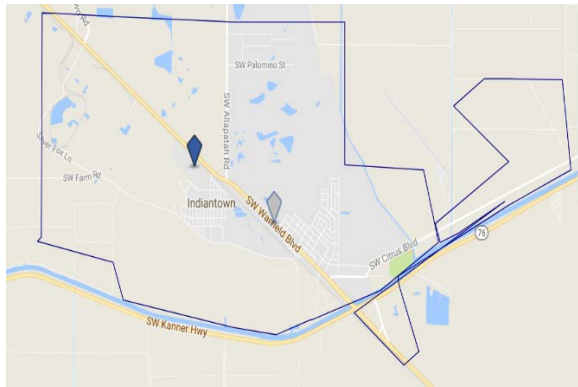 SW Palomino St
SW Allapattah Rd
Silver Fox Ln
SW Farm Rd
Indiantown
SW Warfield Blvd
SW Citrus Blvd
76
SW Kanner Hwy